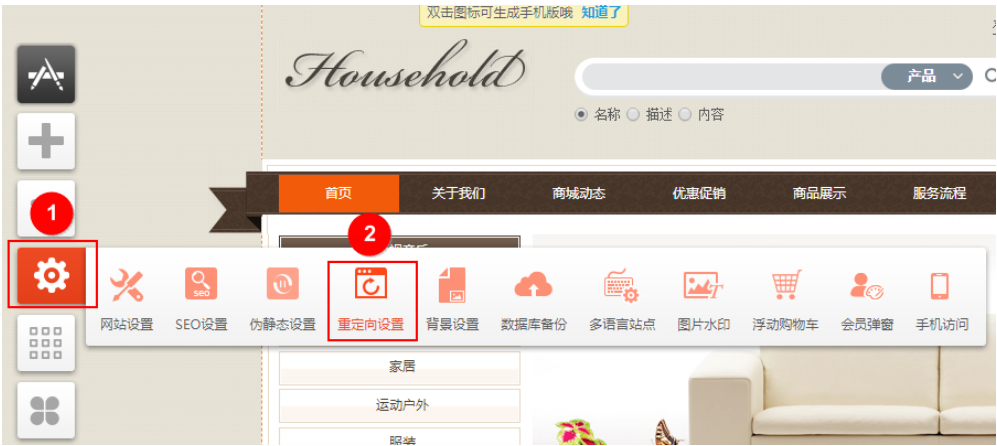 双击图标可生成手机版哦 知道了
Household
产品
名称 描述 内容
首页 关于我们 商城动态 优惠促销 商品展示 服务流程
1
2
seo
网站设置 SEO设置 伪静态设置 重定向设置 背景设置 数据库备份 多语言站点 图片水印 浮动购物车 会员弹窗 手机访问
家居
运动户外
服装